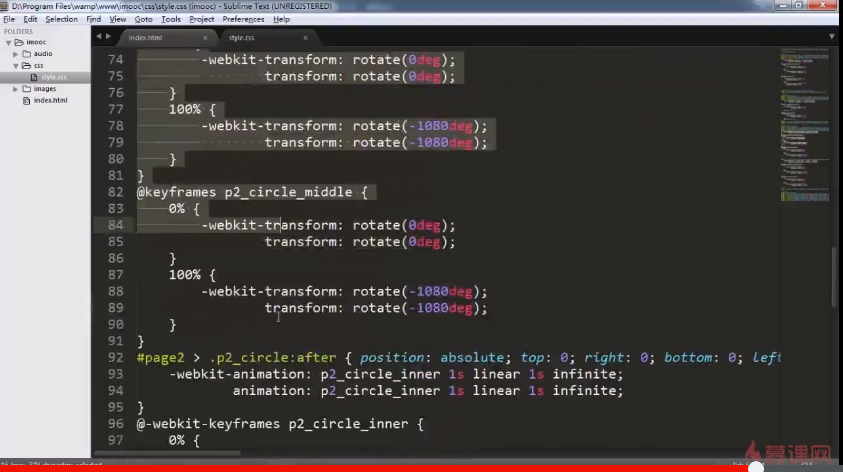 D:\Program Files\wamp\www\imooc\css\style.css (imooc) - Sublime Text (UNREGISTERED)
File Edit Selection Find View Goto Tools Project Preferences Help
FOLDERS
imooc
audio
css
style.css
images
index.html
index.html × style.css ×
74 -webkit-transform: rotate(0deg);
75 transform: rotate(0deg);
76 }
77 100% {
78 -webkit-transform: rotate(-1080deg);
79 transform: rotate(-1080deg);
80 }
81 }
82 @keyframes p2_circle_middle {
83 0% {
84 -webkit-transform: rotate(0deg);
85 transform: rotate(0deg);
86 }
87 100% {
88 -webkit-transform: rotate(-1080deg);
89 transform: rotate(-1080deg);
90 }
91 }
92 #page2 > .p2_circle:after { position: absolute; top: 0; right: 0; bottom: 0; left
93 -webkit-animation: p2_circle_inner 1s linear 1s infinite;
94 animation: p2_circle_inner 1s linear 1s infinite;
95 }
96 @-webkit-keyframes p2_circle_inner {
97 0% {
慕课网